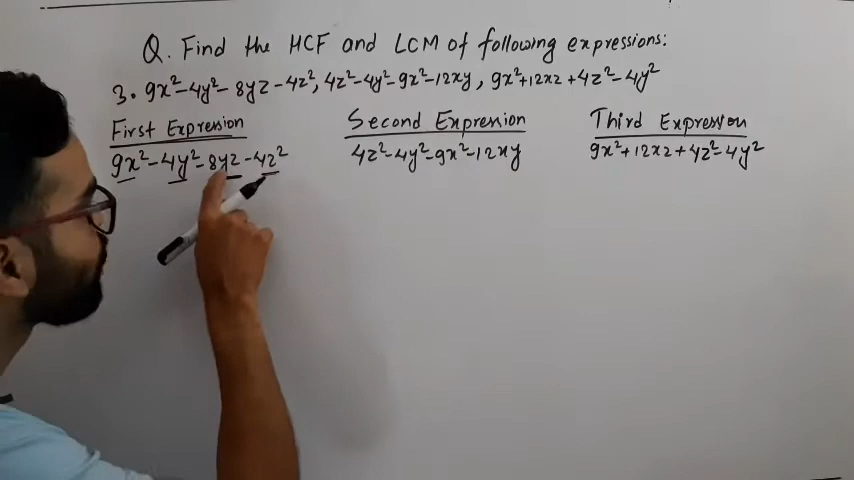 Q. Find the HCF and LCM of following expressions:
3. 9x²-4y²-8yz-4z², 4z²-4y²-9x²-12xy, 9x²+12xz+4z²-4y²
First Expression Second Expression Third Expression
9x²-4y²-8yz-4z² 4z²-4y²-9x²-12xy 9x²+12xz+4z²-4y²